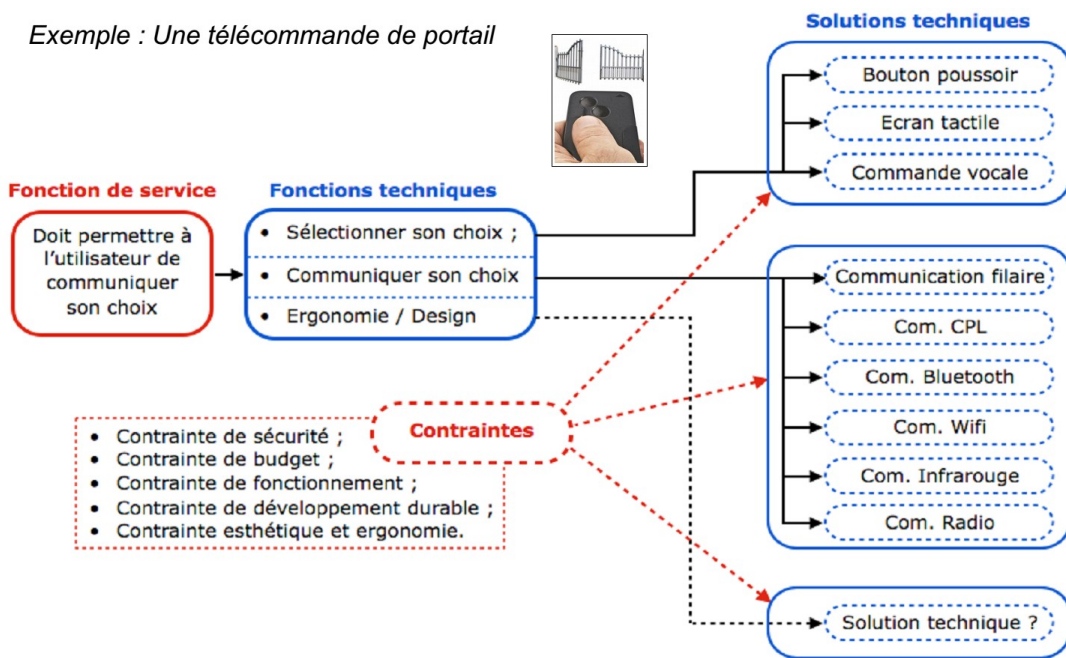 Exemple : Une télécommande de portail
Solutions techniques
Bouton poussoir
Ecran tactile
Commande vocale
Fonction de service
Doit permettre à
l'utilisateur de
communiquer
son choix
Fonctions techniques
• Sélectionner son choix ;
• Communiquer son choix
• Ergonomie / Design
Communication filaire
Com. CPL
Com. Bluetooth
Com. Wifi
Com. Infrarouge
Com. Radio
Contraintes
• Contrainte de sécurité ;
• Contrainte de budget ;
• Contrainte de fonctionnement ;
• Contrainte de développement durable ;
• Contrainte esthétique et ergonomie.
Solution technique ?